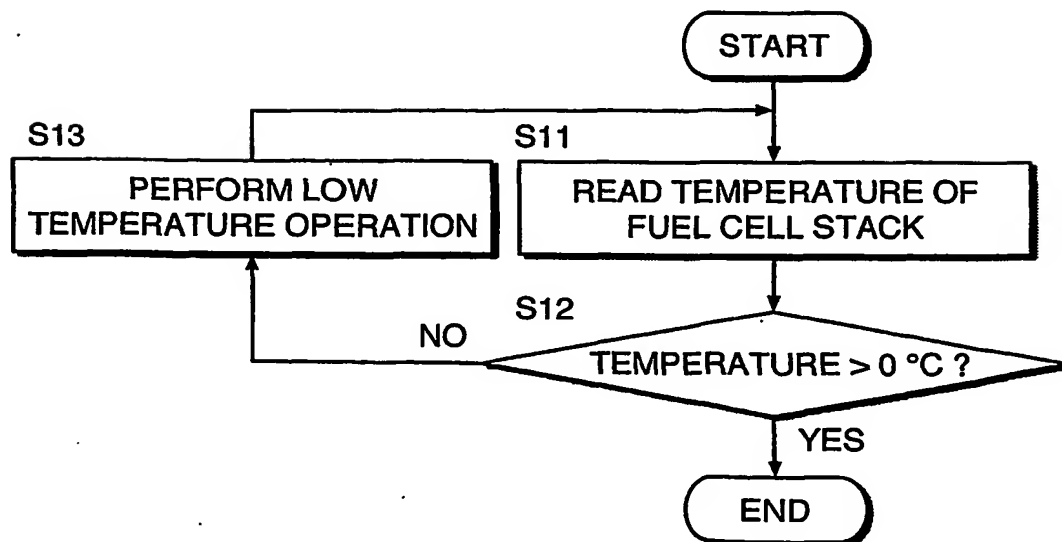 START
S13
S11
PERFORM LOW
TEMPERATURE OPERATION
READ TEMPERATURE OF
FUEL CELL STACK
S12
NO
TEMPERATURE > 0 °C ?
YES
END